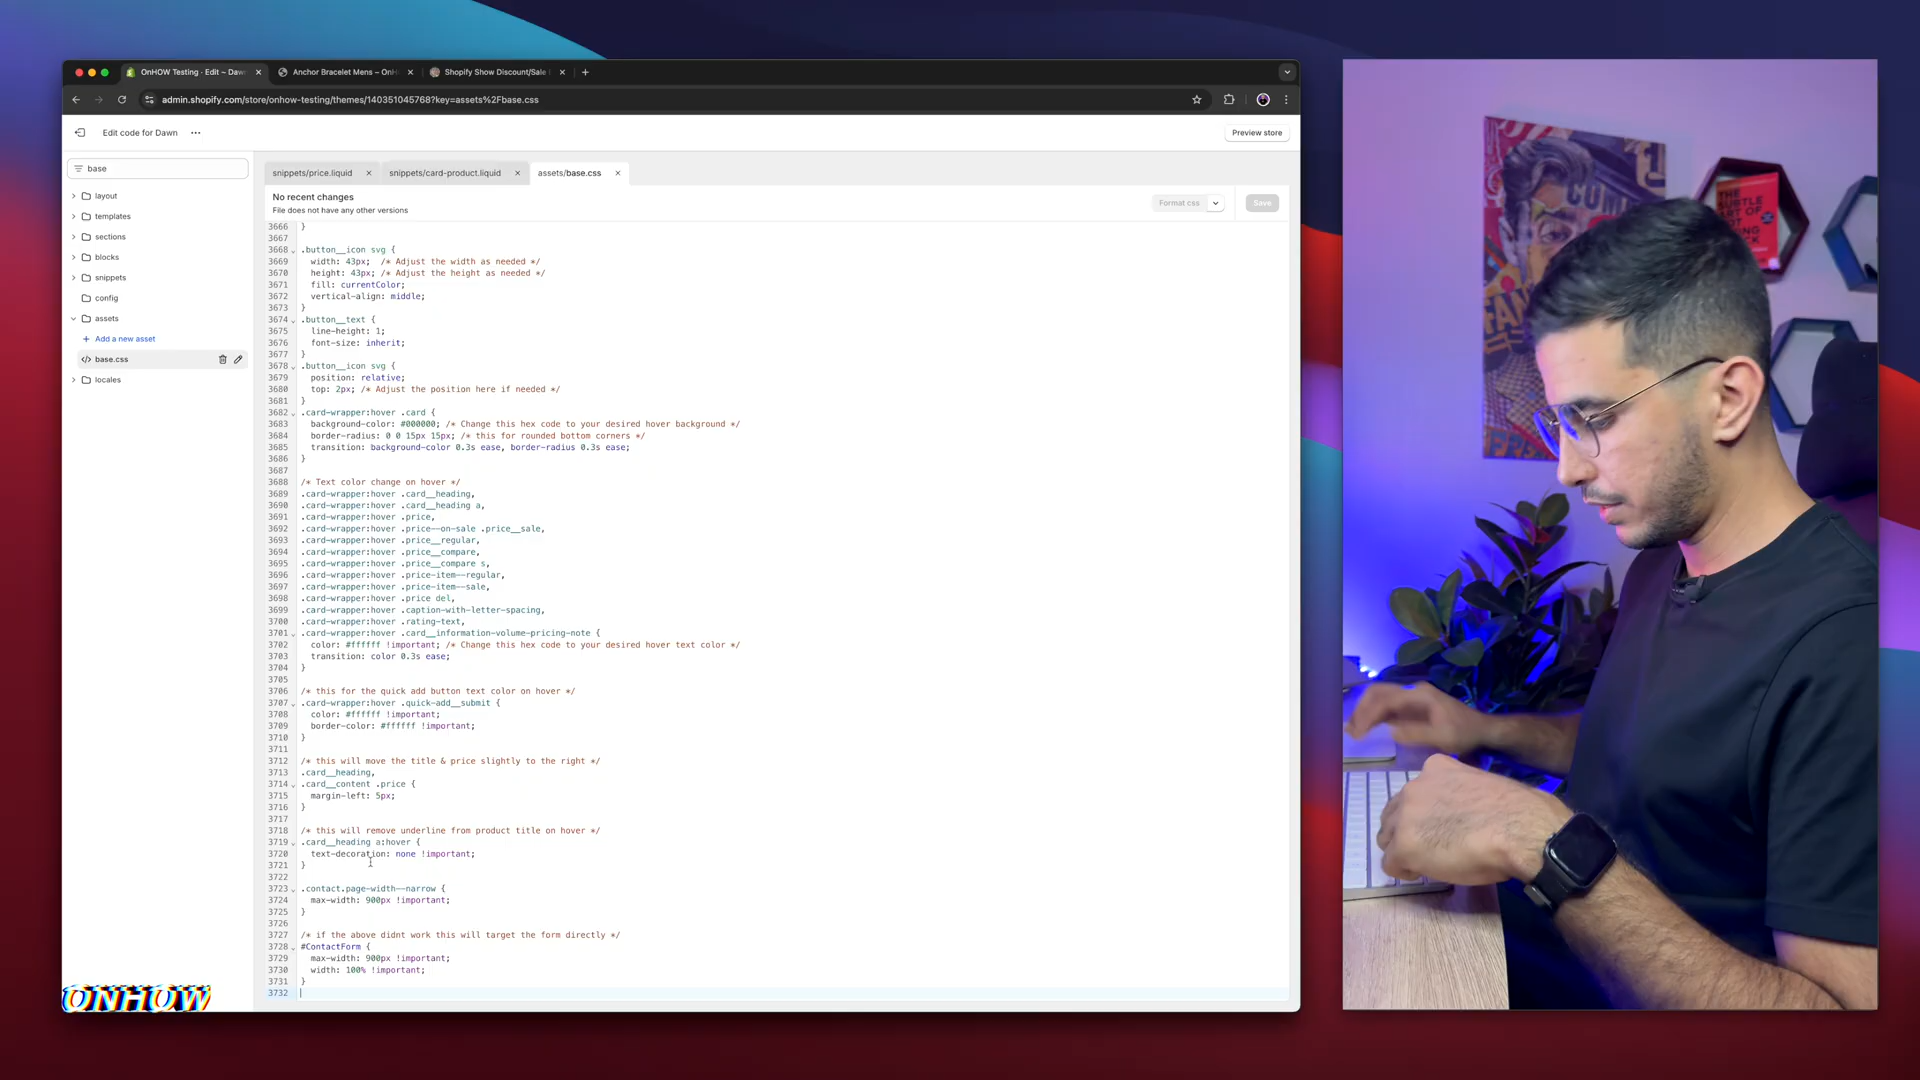 OnHOW Testing · Edit ~ Daw
Anchor Bracelet Mens – OnH
Shopify Show Discount/Sale
admin.shopify.com/store/onhow-testing/themes/140351045768?key=assets%2Fbase.css
Edit code for Dawn
Preview store
base
layout
templates
sections
blocks
snippets
config
assets
Add a new asset
base.css
locales
snippets/price.liquid
snippets/card-product.liquid
assets/base.css
No recent changes
File does not have any other versions
Format css
Save
3666 }
3667
3668 .button__icon svg {
3669 width: 43px; /* Adjust the width as needed */
3670 height: 43px; /* Adjust the height as needed */
3671 fill: currentColor;
3672 vertical-align: middle;
3673 }
3674 .button__text {
3675 line-height: 1;
3676 font-size: inherit;
3677 }
3678 .button__icon svg {
3679 position: relative;
3680 top: 2px; /* Adjust the position here if needed */
3681 }
3682 .card-wrapper:hover .card {
3683 background-color: #000000; /* Change this hex code to your desired hover background */
3684 border-radius: 0 0 15px 15px; /* this for rounded bottom corners */
3685 transition: background-color 0.3s ease, border-radius 0.3s ease;
3686 }
3687
3688 /* Text color change on hover */
3689 .card-wrapper:hover .card__heading,
3690 .card-wrapper:hover .card__heading a,
3691 .card-wrapper:hover .price,
3692 .card-wrapper:hover .price--on-sale .price__sale,
3693 .card-wrapper:hover .price__regular,
3694 .card-wrapper:hover .price__compare,
3695 .card-wrapper:hover .price__compare s,
3696 .card-wrapper:hover .price-item--regular,
3697 .card-wrapper:hover .price-item--sale,
3698 .card-wrapper:hover .price del,
3699 .card-wrapper:hover .caption-with-letter-spacing,
3700 .card-wrapper:hover .rating-text,
3701 .card-wrapper:hover .card__information-volume-pricing-note {
3702 color: #ffffff !important; /* Change this hex code to your desired hover text color */
3703 transition: color 0.3s ease;
3704 }
3705
3706 /* this for the quick add button text color on hover */
3707 .card-wrapper:hover .quick-add__submit {
3708 color: #ffffff !important;
3709 border-color: #ffffff !important;
3710 }
3711
3712 /* this will move the title & price slightly to the right */
3713 .card__heading,
3714 .card__content .price {
3715 margin-left: 5px;
3716 }
3717
3718 /* this will remove underline from product title on hover */
3719 .card__heading a:hover {
3720 text-decoration: none !important;
3721 }
3722
3723 .contact.page-width--narrow {
3724 max-width: 900px !important;
3725 }
3726
3727 /* if the above didnt work this will target the form directly */
3728 #ContactForm {
3729 max-width: 900px !important;
3730 width: 100% !important;
3731 }
3732
ONHOW
THE
SUBTLE
ART OF